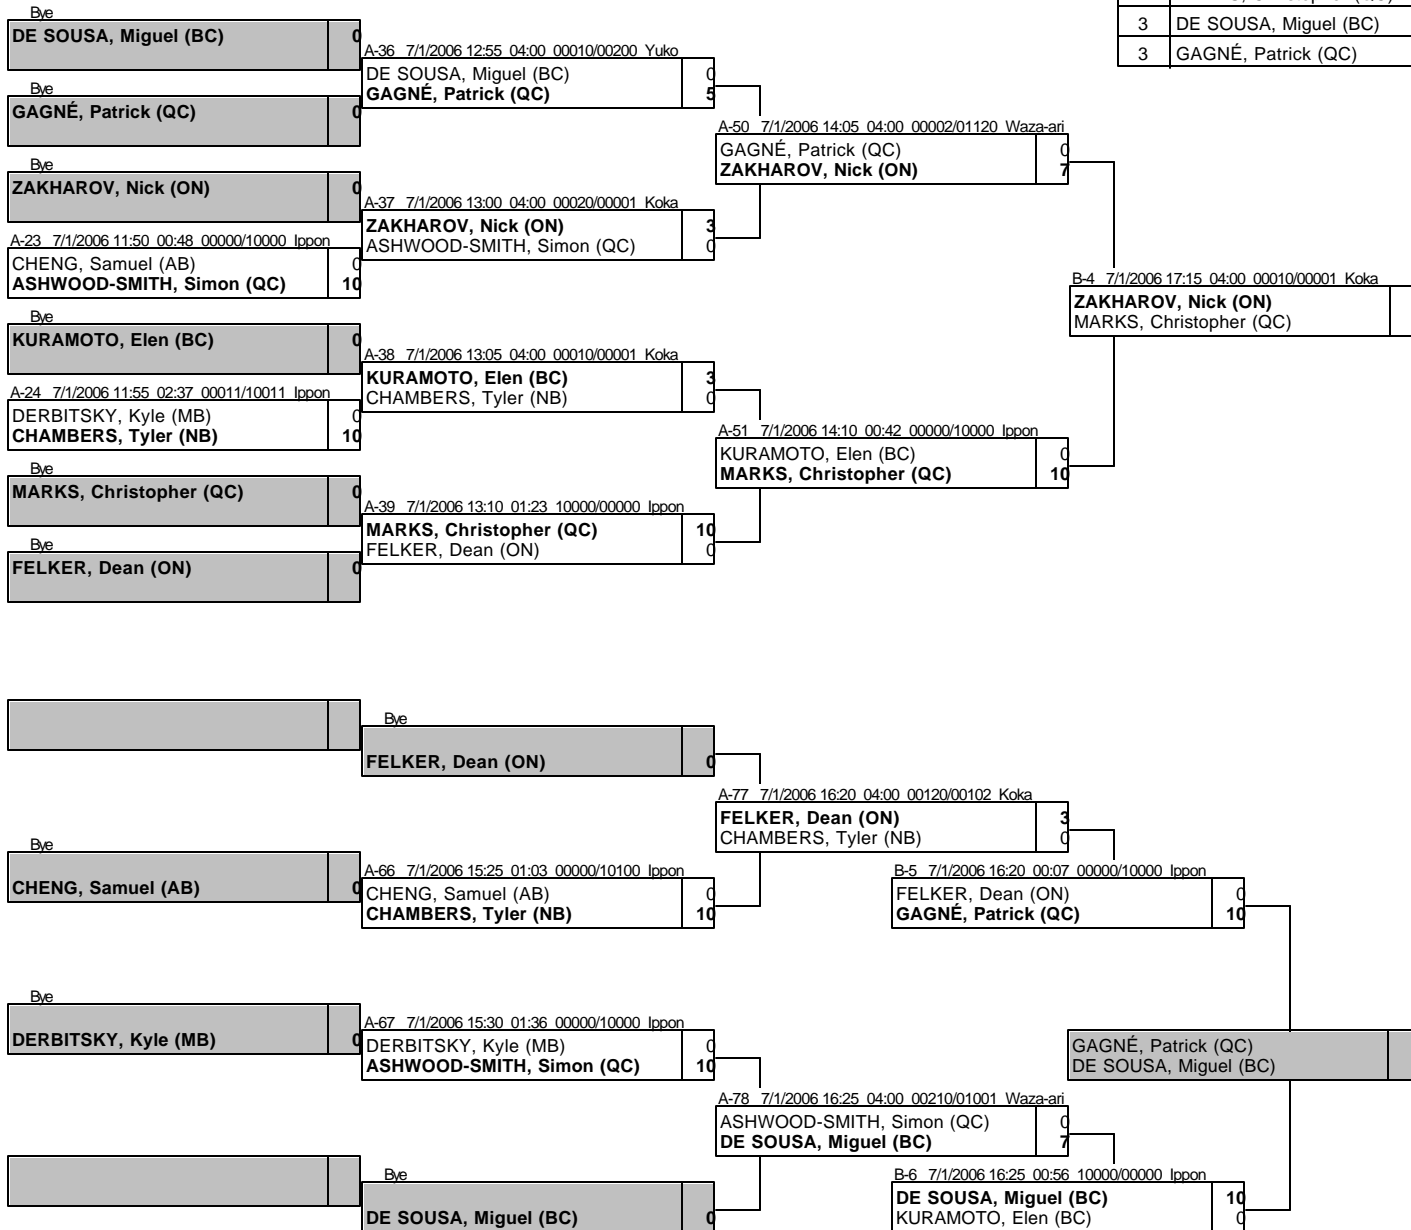 3 DE SOUSA, Miguel (BC)
3 GAGNÉ, Patrick (QC)
Bye
DE SOUSA, Miguel (BC) 0
A-36 7/1/2006 12:55 04:00 00010/00200 Yuko
DE SOUSA, Miguel (BC) 0
GAGNÉ, Patrick (QC) 5
Bye
GAGNÉ, Patrick (QC) 0
A-50 7/1/2006 14:05 04:00 00002/01120 Waza-ari
GAGNÉ, Patrick (QC) 0
ZAKHAROV, Nick (ON) 7
Bye
ZAKHAROV, Nick (ON) 0
A-37 7/1/2006 13:00 04:00 00020/00001 Koka
ZAKHAROV, Nick (ON) 3
ASHWOOD-SMITH, Simon (QC) 0
A-23 7/1/2006 11:50 00:48 00000/10000 Ippon
CHENG, Samuel (AB) 0
ASHWOOD-SMITH, Simon (QC) 10
B-4 7/1/2006 17:15 04:00 00010/00001 Koka
ZAKHAROV, Nick (ON)
MARKS, Christopher (QC)
Bye
KURAMOTO, Elen (BC) 0
A-38 7/1/2006 13:05 04:00 00010/00001 Koka
KURAMOTO, Elen (BC) 3
CHAMBERS, Tyler (NB) 0
A-24 7/1/2006 11:55 02:37 00011/10011 Ippon
DERBITSKY, Kyle (MB) 0
CHAMBERS, Tyler (NB) 10
A-51 7/1/2006 14:10 00:42 00000/10000 Ippon
KURAMOTO, Elen (BC) 0
MARKS, Christopher (QC) 10
Bye
MARKS, Christopher (QC) 0
A-39 7/1/2006 13:10 01:23 10000/00000 Ippon
MARKS, Christopher (QC) 10
FELKER, Dean (ON) 0
Bye
FELKER, Dean (ON) 0
Bye
FELKER, Dean (ON) 0
A-77 7/1/2006 16:20 04:00 00120/00102 Koka
FELKER, Dean (ON) 3
CHAMBERS, Tyler (NB) 0
Bye
CHENG, Samuel (AB) 0
A-66 7/1/2006 15:25 01:03 00000/10100 Ippon
CHENG, Samuel (AB) 0
CHAMBERS, Tyler (NB) 10
B-5 7/1/2006 16:20 00:07 00000/10000 Ippon
FELKER, Dean (ON) 0
GAGNÉ, Patrick (QC) 10
Bye
DERBITSKY, Kyle (MB) 0
A-67 7/1/2006 15:30 01:36 00000/10000 Ippon
DERBITSKY, Kyle (MB) 0
ASHWOOD-SMITH, Simon (QC) 10
GAGNÉ, Patrick (QC)
DE SOUSA, Miguel (BC)
A-78 7/1/2006 16:25 04:00 00210/01001 Waza-ari
ASHWOOD-SMITH, Simon (QC) 0
DE SOUSA, Miguel (BC) 7
Bye
DE SOUSA, Miguel (BC) 0
B-6 7/1/2006 16:25 00:56 10000/00000 Ippon
DE SOUSA, Miguel (BC) 10
KURAMOTO, Elen (BC) 0